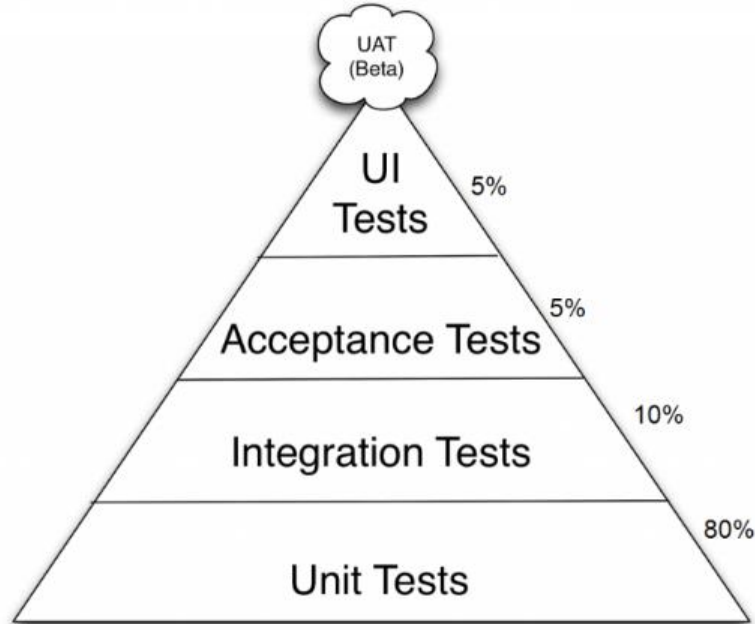 UAT
(Beta)
UI
Tests
5%
5%
Acceptance Tests
10%
Integration Tests
80%
Unit Tests